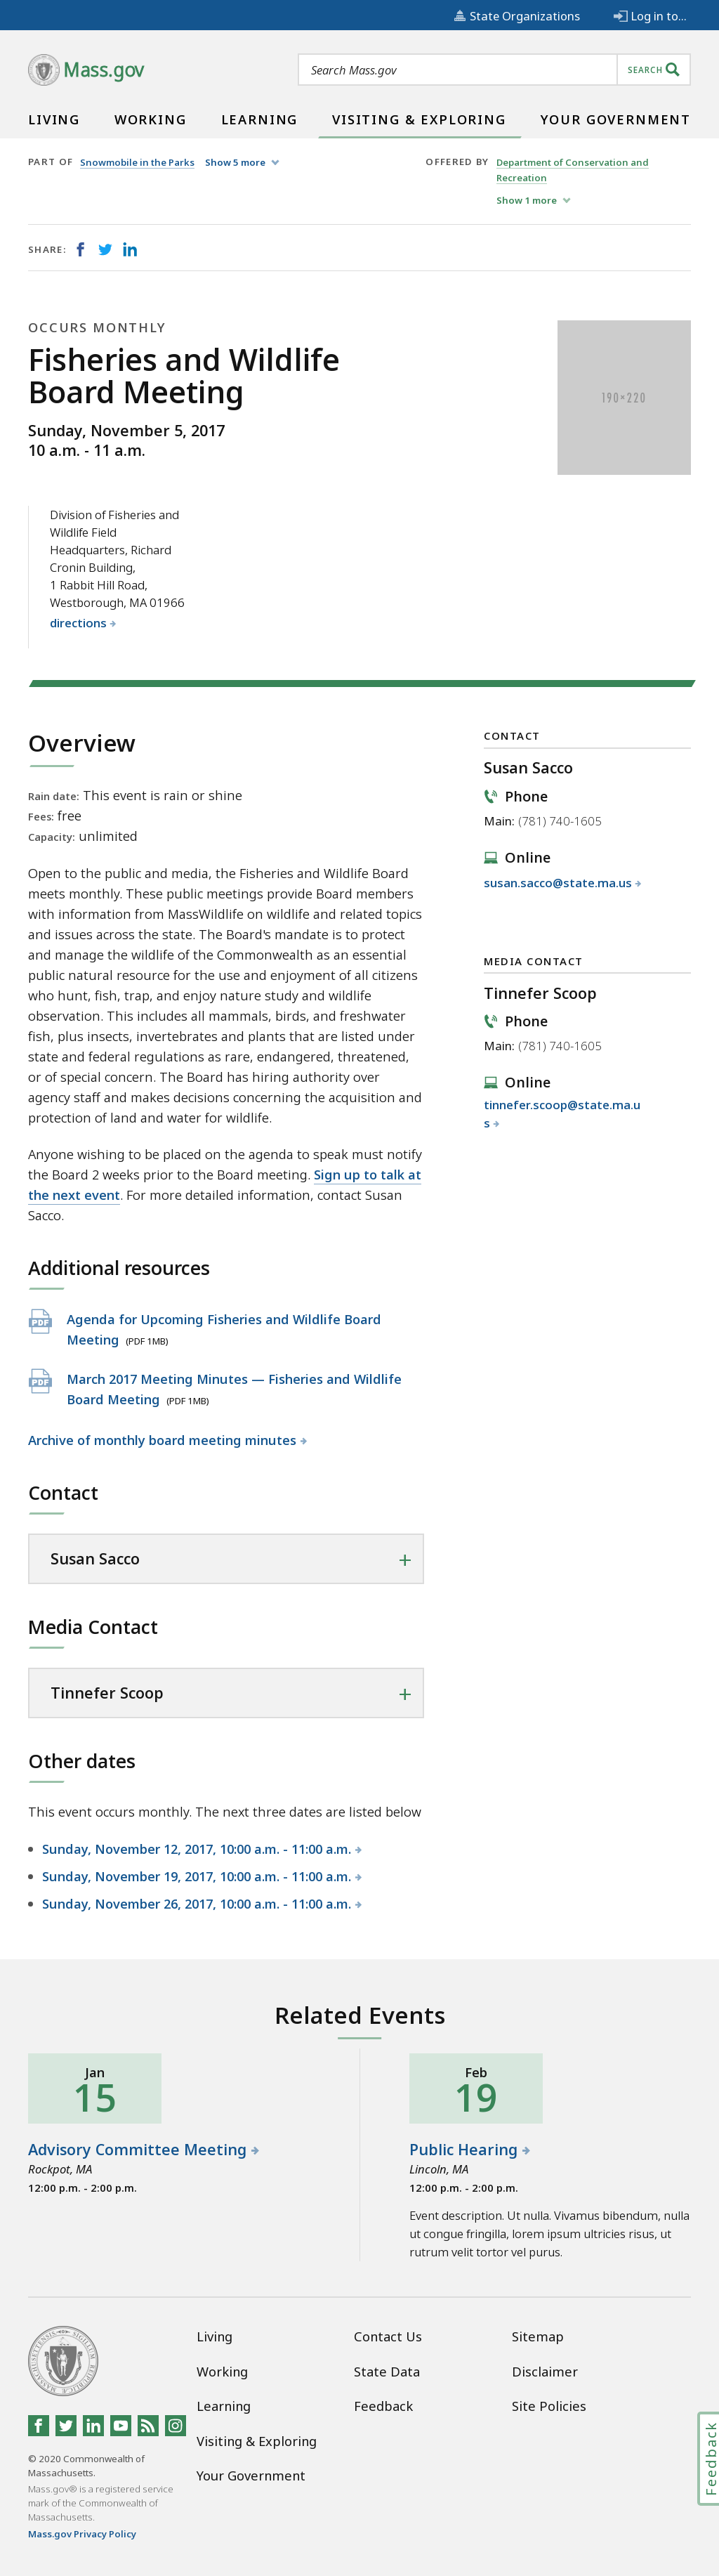 State Organizations
Log in to...
Mass.gov
Search Mass.gov
SEARCH
LIVING
WORKING
LEARNING
VISITING & EXPLORING
YOUR GOVERNMENT
PART OF
Snowmobile in the Parks
Show 5 more
OFFERED BY
Department of Conservation and
Recreation
Show 1 more
SHARE:
OCCURS MONTHLY
Fisheries and Wildlife
Board Meeting
Sunday, November 5, 2017
10 a.m. - 11 a.m.
190×220
Division of Fisheries and
Wildlife Field
Headquarters, Richard
Cronin Building,
1 Rabbit Hill Road,
Westborough, MA 01966
directions
Overview
Rain date: This event is rain or shine
Fees: free
Capacity: unlimited
Open to the public and media, the Fisheries and Wildlife Board
meets monthly. These public meetings provide Board members
with information from MassWildlife on wildlife and related topics
and issues across the state. The Board's mandate is to protect
and manage the wildlife of the Commonwealth as an essential
public natural resource for the use and enjoyment of all citizens
who hunt, fish, trap, and enjoy nature study and wildlife
observation. This includes all mammals, birds, and freshwater
fish, plus insects, invertebrates and plants that are listed under
state and federal regulations as rare, endangered, threatened,
or of special concern. The Board has hiring authority over
agency staff and makes decisions concerning the acquisition and
protection of land and water for wildlife.
Anyone wishing to be placed on the agenda to speak must notify
the Board 2 weeks prior to the Board meeting. Sign up to talk at
the next event. For more detailed information, contact Susan
Sacco.
CONTACT
Susan Sacco
Phone
Main: (781) 740-1605
Online
susan.sacco@state.ma.us
MEDIA CONTACT
Tinnefer Scoop
Phone
Main: (781) 740-1605
Online
tinnefer.scoop@state.ma.u
s
Additional resources
PDF
Agenda for Upcoming Fisheries and Wildlife Board
Meeting (PDF 1MB)
PDF
March 2017 Meeting Minutes — Fisheries and Wildlife
Board Meeting (PDF 1MB)
Archive of monthly board meeting minutes
Contact
Susan Sacco
Media Contact
Tinnefer Scoop
Other dates
This event occurs monthly. The next three dates are listed below
Sunday, November 12, 2017, 10:00 a.m. - 11:00 a.m.
Sunday, November 19, 2017, 10:00 a.m. - 11:00 a.m.
Sunday, November 26, 2017, 10:00 a.m. - 11:00 a.m.
Related Events
Jan
15
Advisory Committee Meeting
Rockpot, MA
12:00 p.m. - 2:00 p.m.
Feb
19
Public Hearing
Lincoln, MA
12:00 p.m. - 2:00 p.m.
Event description. Ut nulla. Vivamus bibendum, nulla
ut congue fringilla, lorem ipsum ultricies risus, ut
rutrum velit tortor vel purus.
Living
Working
Learning
Visiting & Exploring
Your Government
Contact Us
State Data
Feedback
Sitemap
Disclaimer
Site Policies
© 2020 Commonwealth of
Massachusetts.
Mass.gov® is a registered service
mark of the Commonwealth of
Massachusetts.
Mass.gov Privacy Policy
Feedback